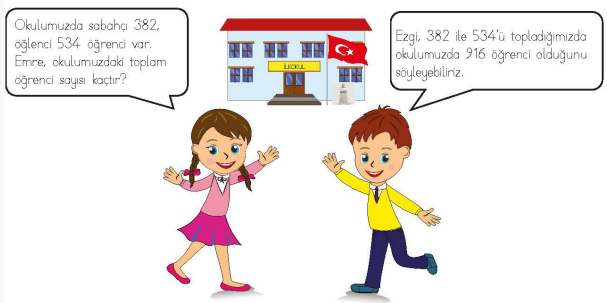 Okulumuzda sabahçı 382,
öğlenci 534 öğrenci var.
Emre, okulumuzdaki toplam
öğrenci sayısı kaçtır?
Ezgi, 382 ile 534'ü topladığımızda
okulumuzda 916 öğrenci olduğunu
söyleyebiliriz.
İLKOKUL